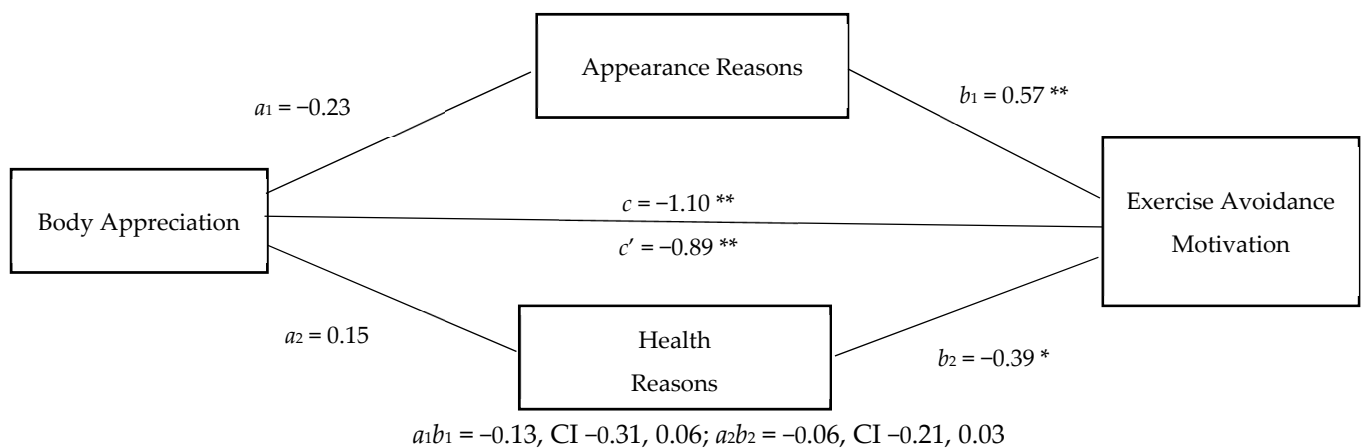 Appearance Reasons
a1 = −0.23
b1 = 0.57 **
Body Appreciation
c = −1.10 **
c′ = −0.89 **
Exercise Avoidance
Motivation
a2 = 0.15
Health
Reasons
b2 = −0.39 *
a1b1 = −0.13, CI −0.31, 0.06; a2b2 = −0.06, CI −0.21, 0.03